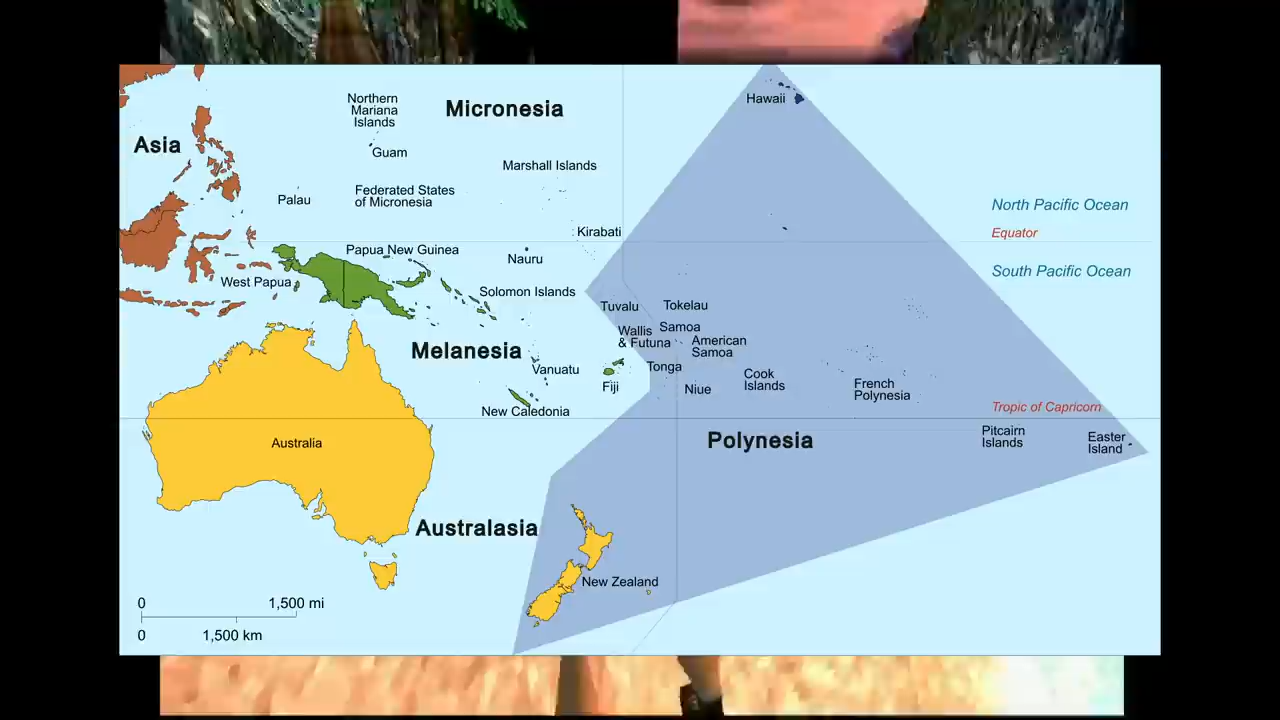 Hawaii
Northern
Mariana
Islands
Micronesia
Asia
Guam
Marshall Islands
Palau
Federated States
of Micronesia
North Pacific Ocean
Kirabati
Equator
Papua New Guinea
Nauru
South Pacific Ocean
West Papua
Solomon Islands
Tuvalu
Tokelau
Wallis
& Futuna
Samoa
American
Samoa
Melanesia
Vanuatu
Fiji
Tonga
Niue
Cook
Islands
French
Polynesia
New Caledonia
Tropic of Capricorn
Australia
Polynesia
Pitcairn
Islands
Easter
Island
Australasia
New Zealand
0 1,500 mi
0 1,500 km